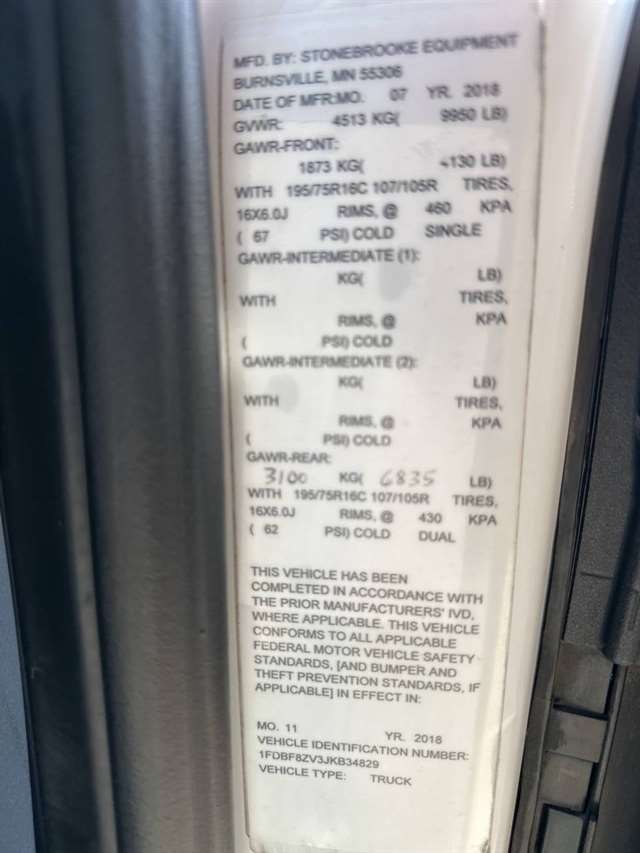 MFD. BY: STONEBROOKE EQUIPMENT
BURNSVILLE, MN 55306
DATE OF MFR:MO. 07 YR. 2018
GVWR: 4513 KG( 9950 LB)
GAWR-FRONT:
1873 KG( 4130 LB)
WITH 195/75R16C 107/105R TIRES,
16X6.0J RIMS, @ 460 KPA
( 67 PSI) COLD SINGLE
GAWR-INTERMEDIATE (1):
KG( LB)
WITH TIRES,
RIMS, @ KPA
( PSI) COLD
GAWR-INTERMEDIATE (2):
KG( LB)
WITH TIRES,
RIMS, @ KPA
( PSI) COLD
GAWR-REAR:
3100 KG( 6835 LB)
WITH 195/75R16C 107/105R TIRES,
16X6.0J RIMS, @ 430 KPA
( 62 PSI) COLD DUAL
THIS VEHICLE HAS BEEN
COMPLETED IN ACCORDANCE WITH
THE PRIOR MANUFACTURERS' IVD,
WHERE APPLICABLE. THIS VEHICLE
CONFORMS TO ALL APPLICABLE
FEDERAL MOTOR VEHICLE SAFETY
STANDARDS, [AND BUMPER AND
THEFT PREVENTION STANDARDS, IF
APPLICABLE] IN EFFECT IN:
MO. 11 YR. 2018
VEHICLE IDENTIFICATION NUMBER:
1FDBF8ZV3JKB34829
VEHICLE TYPE: TRUCK